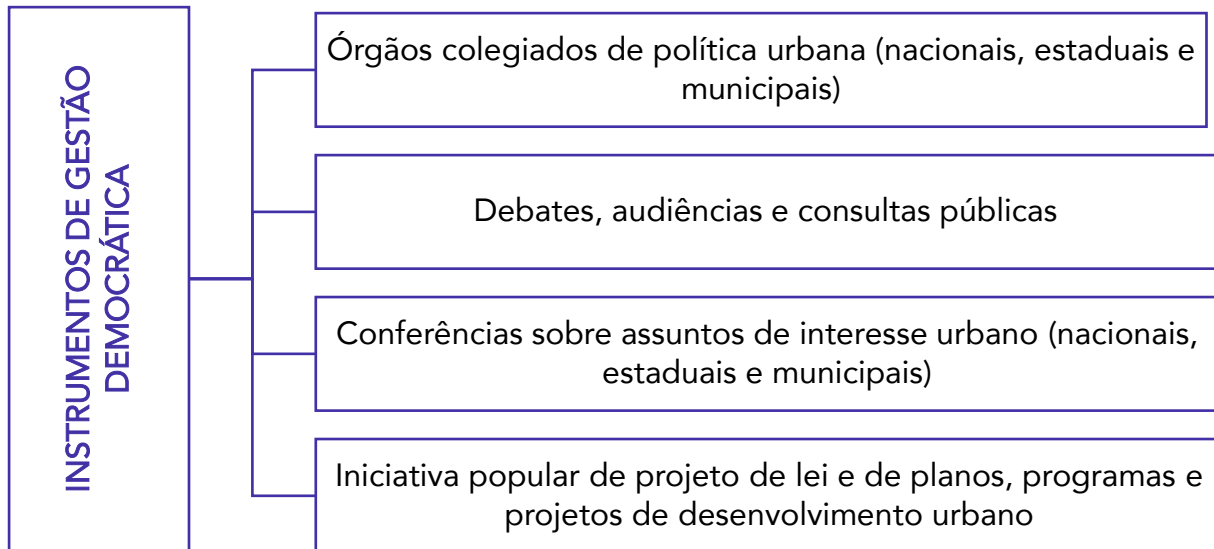 INSTRUMENTOS DE GESTÃO
DEMOCRÁTICA
Órgãos colegiados de política urbana (nacionais, estaduais e
municipais)
Debates, audiências e consultas públicas
Conferências sobre assuntos de interesse urbano (nacionais,
estaduais e municipais)
Iniciativa popular de projeto de lei e de planos, programas e
projetos de desenvolvimento urbano